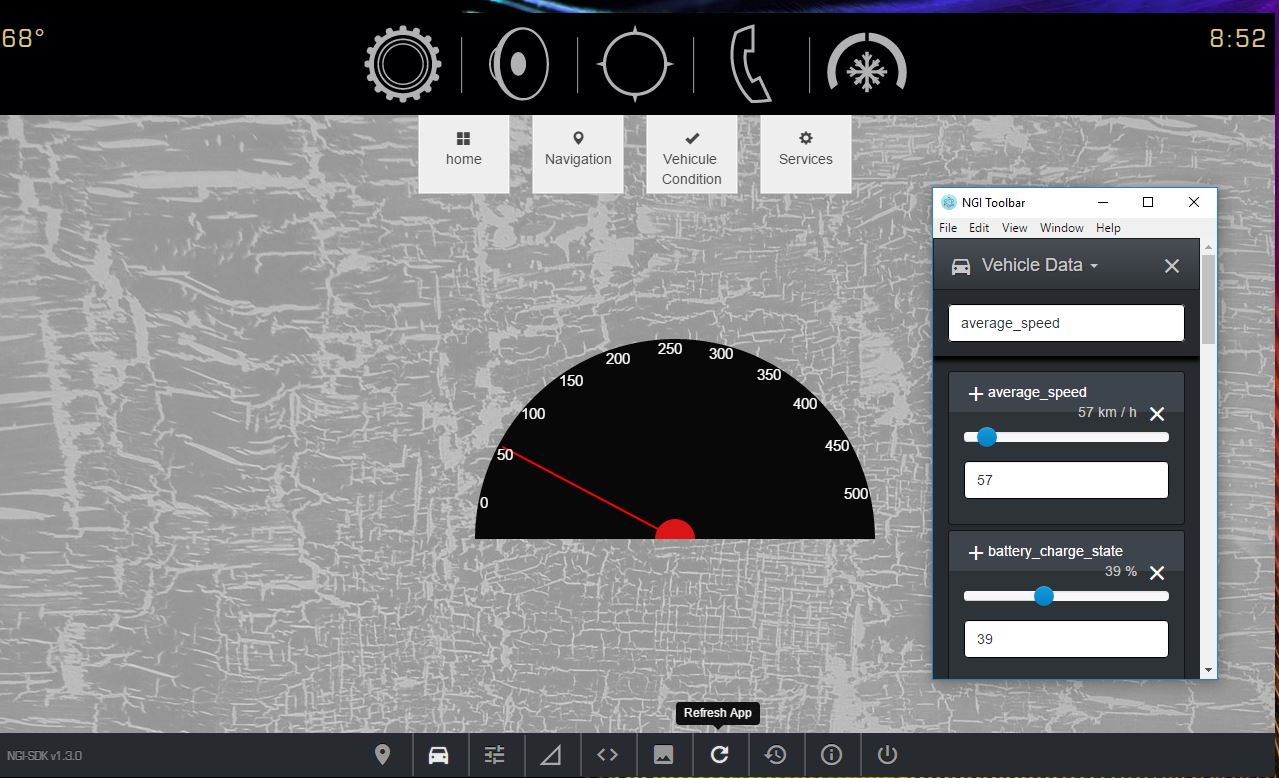 68°
8:52
home
Navigation
Vehicule
Condition
Services
NGI Toolbar
File Edit View Window Help
Vehicle Data
average_speed
average_speed
57 km / h
57
battery_charge_state
39 %
39
0
50
100
150
200
250
300
350
400
450
500
Refresh App
NGI-SDK v1.3.0